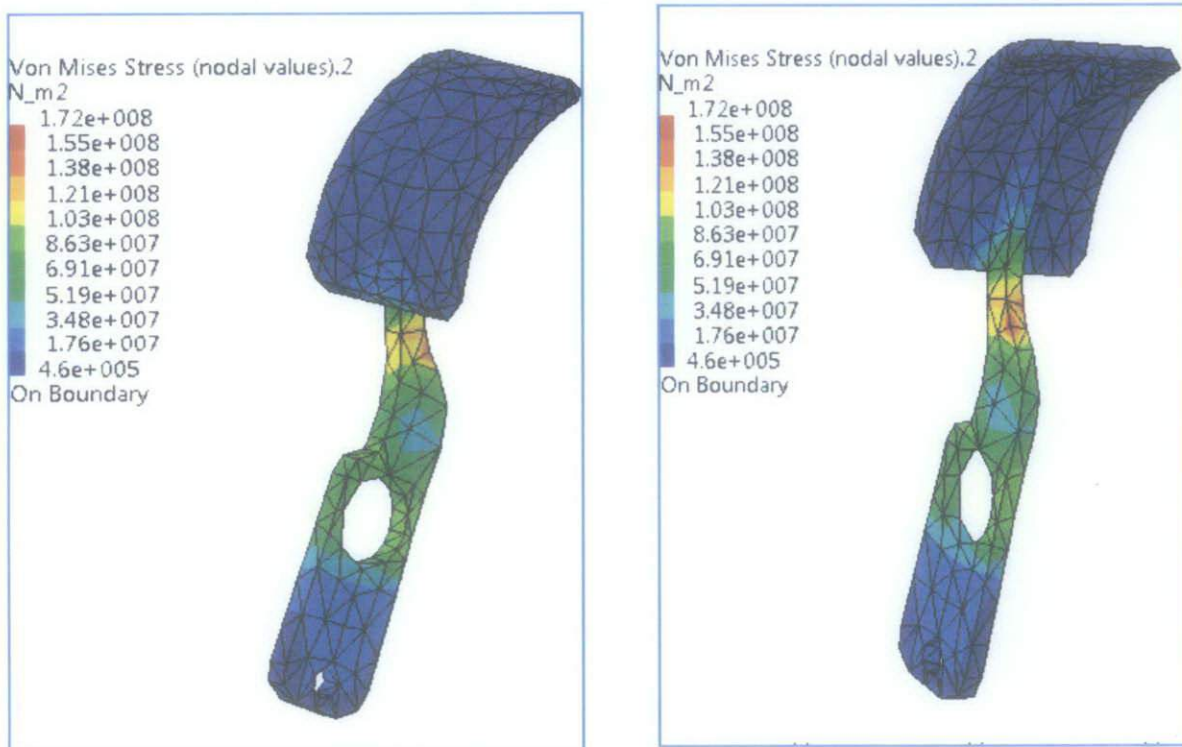 Von Mises Stress (nodal values).2
N_m2
1.72e+008
1.55e+008
1.38e+008
1.21e+008
1.03e+008
8.63e+007
6.91e+007
5.19e+007
3.48e+007
1.76e+007
4.6e+005
On Boundary
Von Mises Stress (nodal values).2
N_m2
1.72e+008
1.55e+008
1.38e+008
1.21e+008
1.03e+008
8.63e+007
6.91e+007
5.19e+007
3.48e+007
1.76e+007
4.6e+005
On Boundary